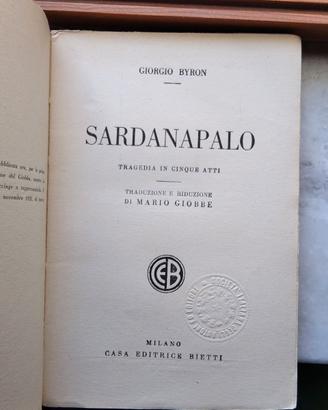 GIORGIO BYRON
SARDANAPALO
TRAGEDIA IN CINQUE ATTI
TRADUZIONE E RIDUZIONE
DI MARIO GIOBBE
CEB
MILANO
CASA EDITRICE BIETTI